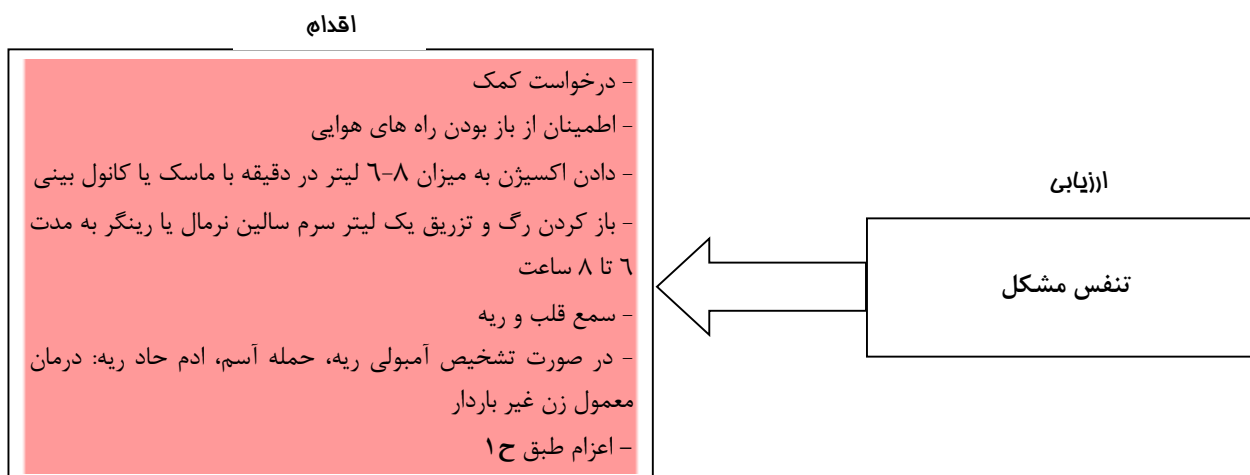 ارزیابی
تنفس مشکل
اقدام
- درخواست کمک
- اطمینان از باز بودن راه های هوایی
- دادن اکسیژن به میزان ۸-٦ لیتر در دقیقه با ماسک یا کانول بینی
- باز کردن رگ و تزریق یک لیتر سرم سالین نرمال یا رینگر به مدت
٦ تا ۸ ساعت
- سمع قلب و ریه
- در صورت تشخیص آمبولی ریه، حمله آسم، ادم حاد ریه: درمان
معمول زن غیر باردار
- اعزام طبق ح۱